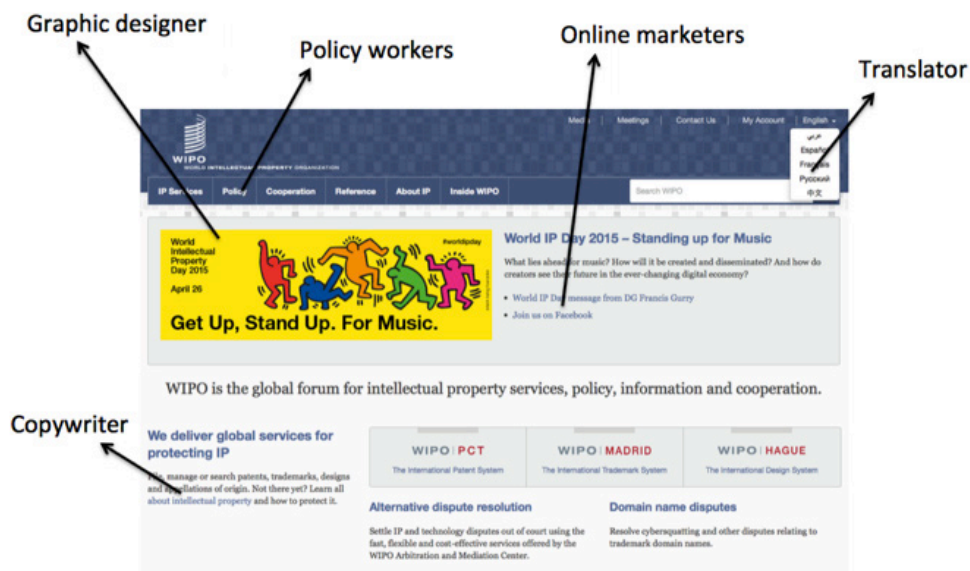 Graphic designer
Policy workers
Online marketers
Translator
Media | Meetings | Contact Us | My Account | English
عربي
Español
Français
Русский
中文
WIPO
WORLD INTELLECTUAL PROPERTY ORGANIZATION
IP Services Policy Cooperation Reference About IP Inside WIPO
Search WIPO
World
Intellectual
Property
Day 2015
April 26
#worldipday
Get Up, Stand Up. For Music.
World IP Day 2015 – Standing up for Music
What lies ahead for music? How will it be created and disseminated? And how do
creators see their future in the ever-changing digital economy?
• World IP Day message from DG Francis Gurry
• Join us on Facebook
WIPO is the global forum for intellectual property services, policy, information and cooperation.
Copywriter
We deliver global services for
protecting IP
File, manage or search patents, trademarks, designs
and appellations of origin. Not there yet? Learn all
about intellectual property and how to protect it.
WIPO | PCT
The International Patent System
WIPO | MADRID
The International Trademark System
WIPO | HAGUE
The International Design System
Alternative dispute resolution
Settle IP and technology disputes out of court using the
fast, flexible and cost-effective services offered by the
WIPO Arbitration and Mediation Center.
Domain name disputes
Resolve cybersquatting and other disputes relating to
trademark domain names.